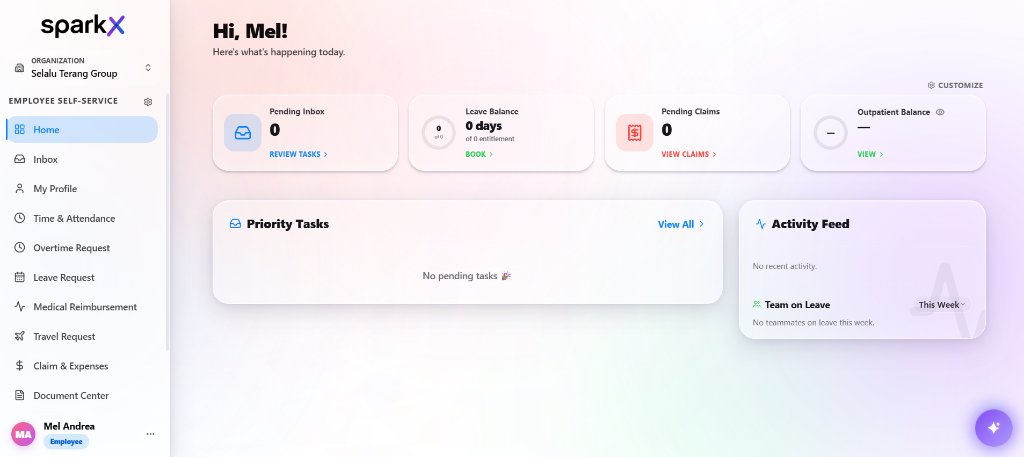 sparkX
ORGANIZATION
Selalu Terang Group
EMPLOYEE SELF-SERVICE
Home
Inbox
My Profile
Time & Attendance
Overtime Request
Leave Request
Medical Reimbursement
Travel Request
Claim & Expenses
Document Center
MA
Mel Andrea
Employee
Hi, Mel!
Here's what's happening today.
CUSTOMIZE
Pending Inbox
0
REVIEW TASKS
0
of 0
Leave Balance
0 days
of 0 entitlement
BOOK
Pending Claims
0
VIEW CLAIMS
—
Outpatient Balance
—
VIEW
Priority Tasks
View All
No pending tasks 🎉
Activity Feed
No recent activity.
Team on Leave
This Week
No teammates on leave this week.